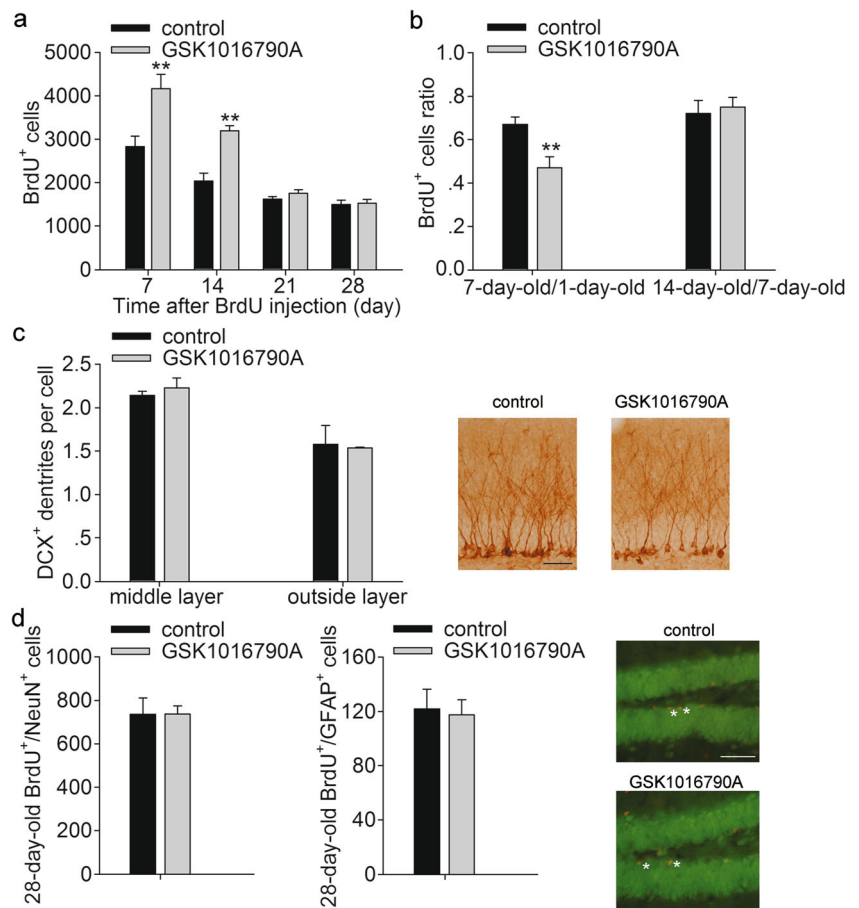 a
control
GSK1016790A
5000
4000
3000
2000
1000
0
BrdU⁺ cells
**
**
7 14 21 28
Time after BrdU injection (day)
b
control
GSK1016790A
1.0
.8
.6
.4
.2
0.0
BrdU⁺ cells ratio
**
7-day-old/1-day-old 14-day-old/7-day-old
c
control
GSK1016790A
2.5
2.0
1.5
1.0
.5
0.0
DCX⁺ dentrites per cell
middle layer outside layer
control GSK1016790A
d
control
GSK1016790A
1000
800
600
400
200
0
28-day-old BrdU⁺/NeuN⁺ cells
control
GSK1016790A
160
120
80
40
0
28-day-old BrdU⁺/GFAP⁺ cells
control
* *
GSK1016790A
* *